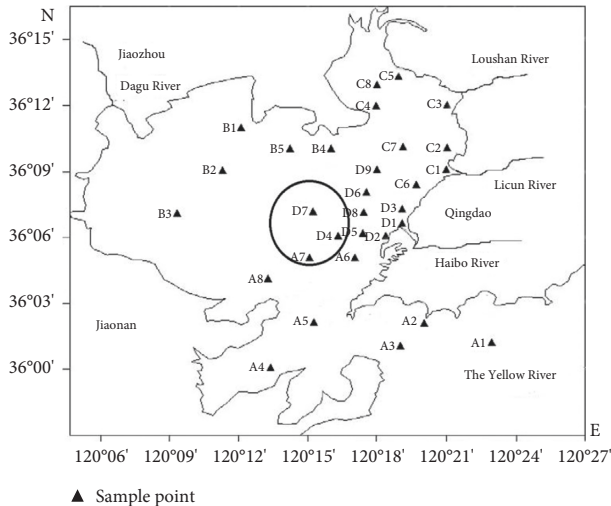 N
36°15'
Jiaozhou
Loushan River
Dagu River
C5
C8
36°12'
C4
C3
B1
B5
B4
C7
C2
36°09'
B2
D9
C1
C6
Licun River
D6
B3
D7
D8
D3
Qingdao
D1
36°06'
D4
D5
D2
A7
A6
Haibo River
A8
36°03'
Jiaonan
A5
A2
A3
A1
36°00'
A4
The Yellow River
E
120°06' 120°09' 120°12' 120°15' 120°18' 120°21' 120°24' 120°27'
Sample point